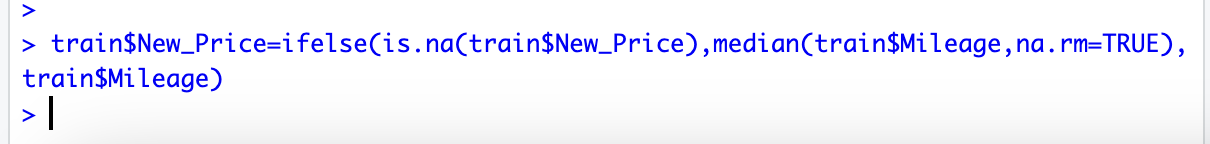 >
> train$New_Price=ifelse(is.na(train$New_Price),median(train$Mileage,na.rm=TRUE),
train$Mileage)
>